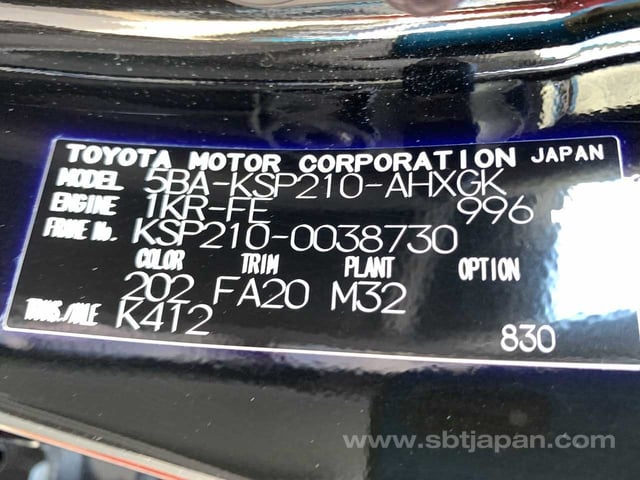 TOYOTA MOTOR CORPORATION JAPAN
MODEL 5BA-KSP210-AHXGK
ENGINE 1KR-FE 996
FRAME No. KSP210-0038730
COLOR TRIM PLANT OPTION
202 FA20 M32
TRANS./AXLE K412
830
www.sbtjapan.com